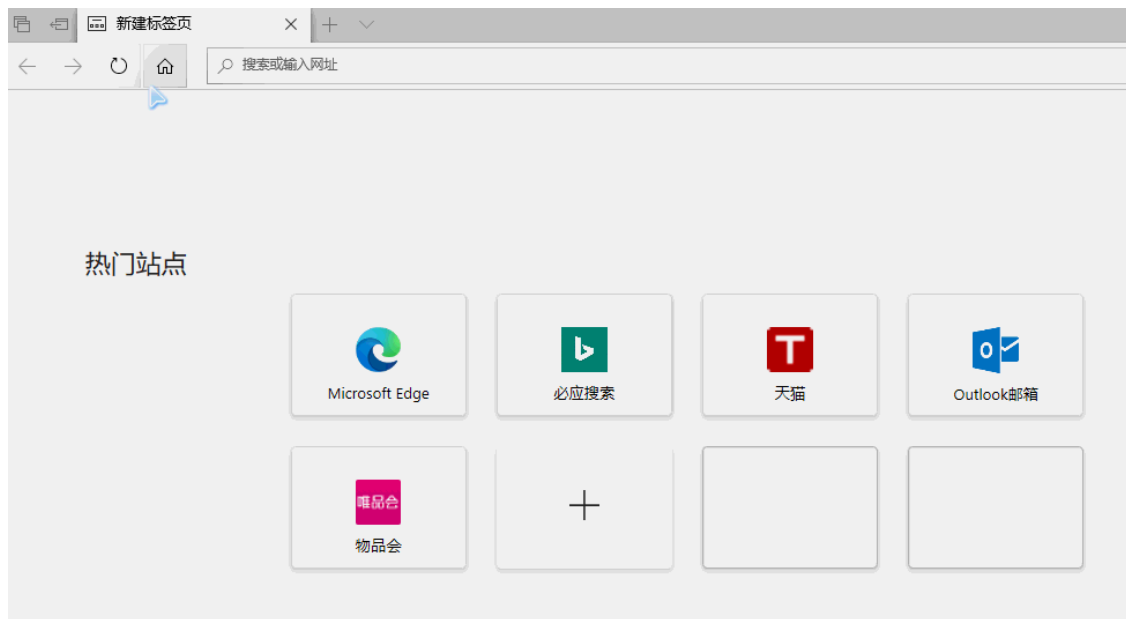 新建标签页
搜索或输入网址
热门站点
Microsoft Edge
必应搜索
T
天猫
Outlook邮箱
唯品会
物品会